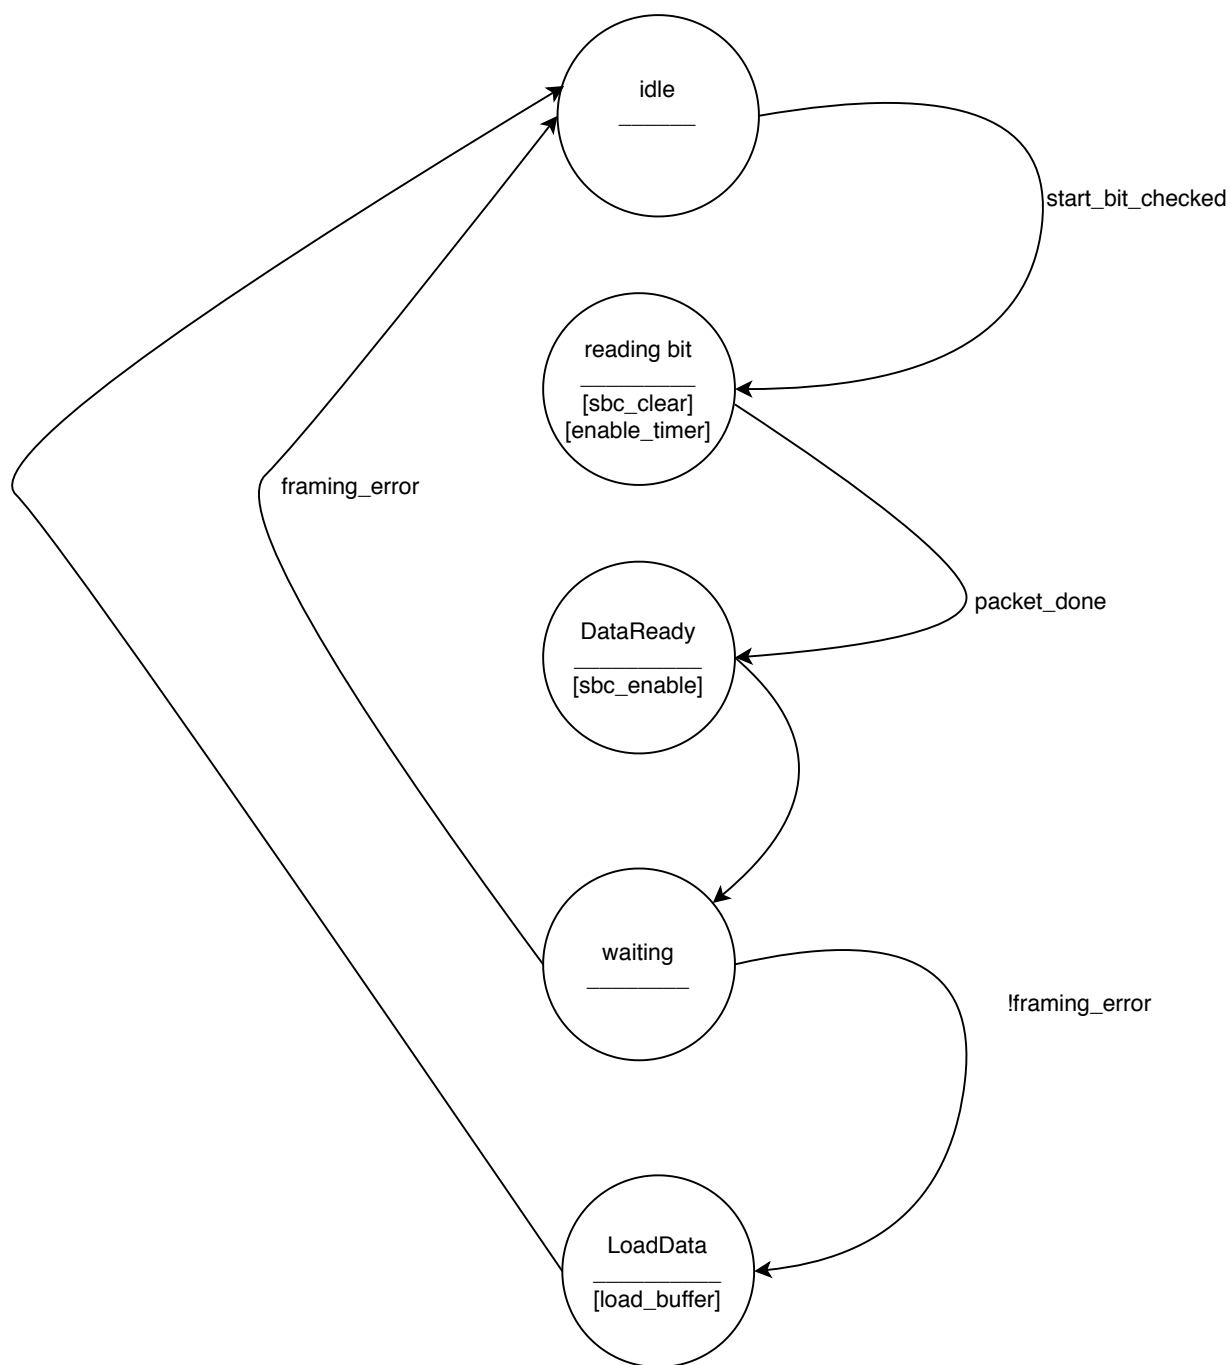 idle
start_bit_checked
reading bit
[sbc_clear]
[enable_timer]
framing_error
packet_done
DataReady
[sbc_enable]
waiting
!framing_error
LoadData
[load_buffer]